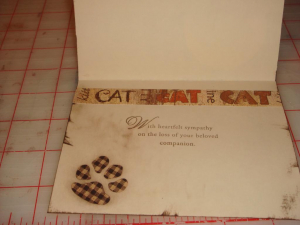 CAT CAT the CAT
With heartfelt sympathy
on the loss of your beloved
companion.